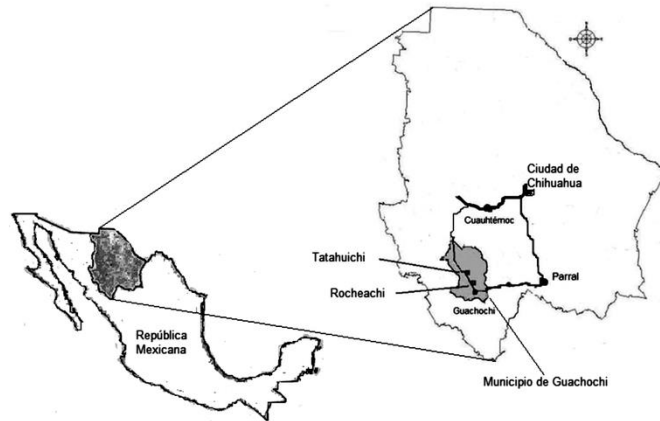 Ciudad de
Chihuahua
Cuauhtémoc
Tatahuichi
Rocheachi
Parral
Guachochi
República
Mexicana
Municipio de Guachochi